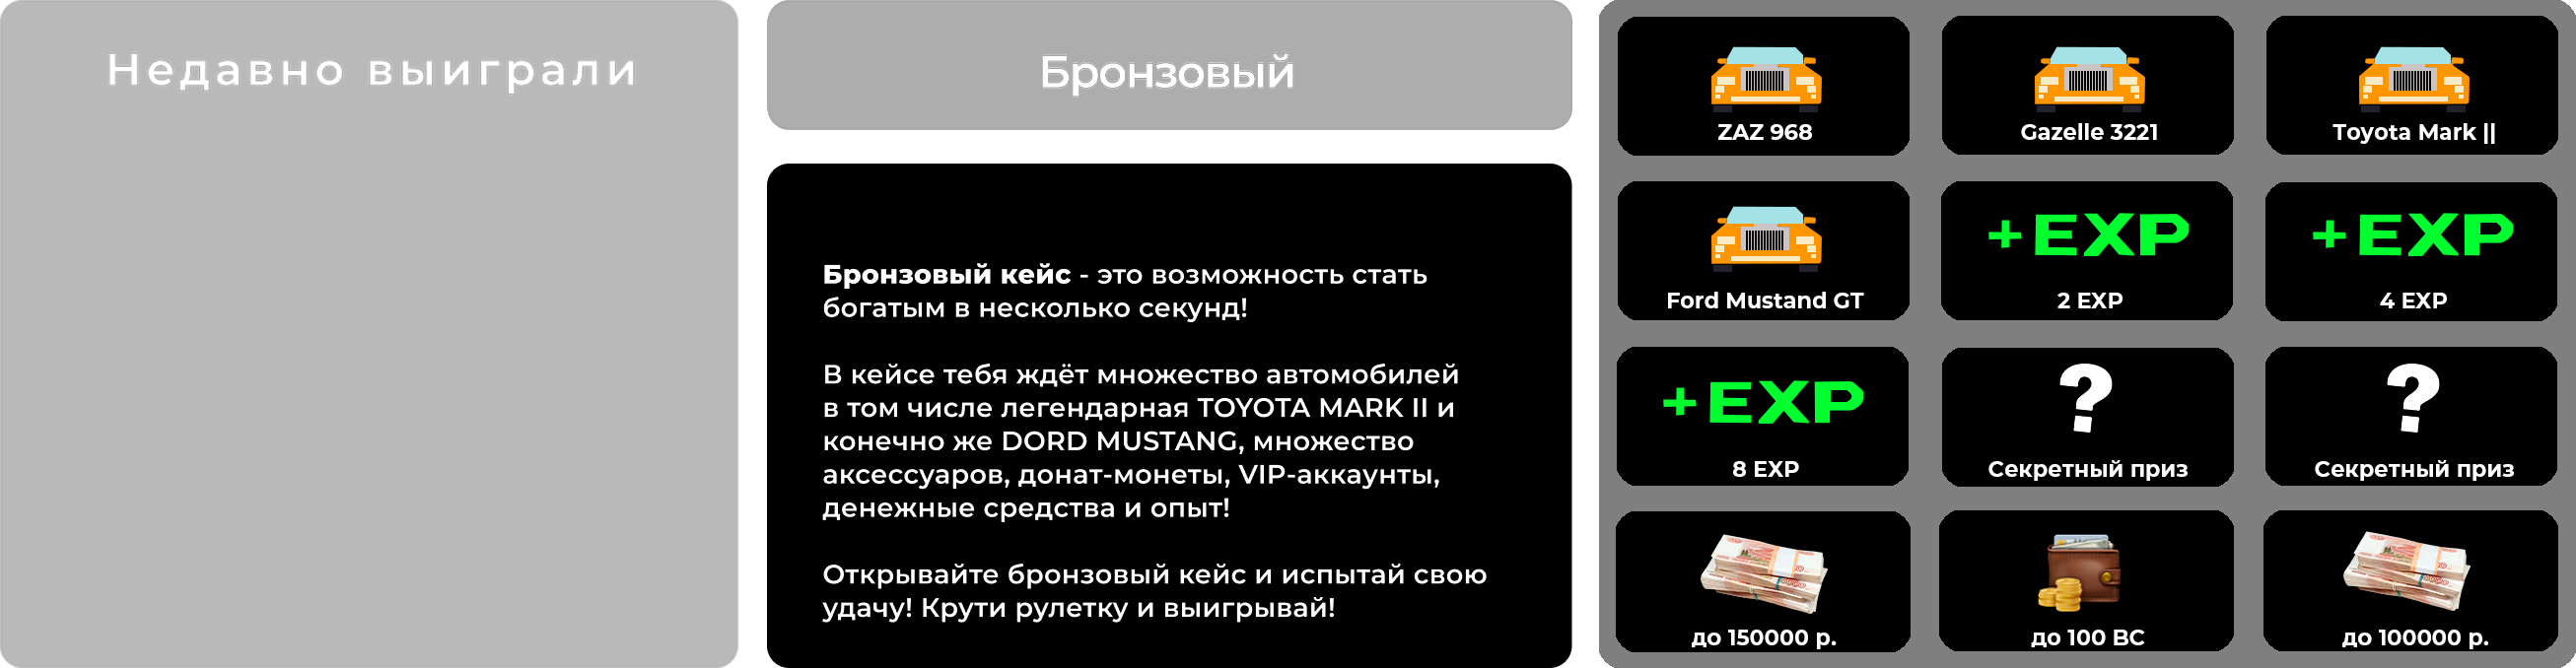 Недавно выиграли
Бронзовый
Бронзовый кейс - это возможность стать
богатым в несколько секунд!
В кейсе тебя ждёт множество автомобилей
в том числе легендарная TOYOTA MARK II и
конечно же DORD MUSTANG, множество
аксессуаров, донат-монеты, VIP-аккаунты,
денежные средства и опыт!
Открывайте бронзовый кейс и испытай свою
удачу! Крути рулетку и выигрывай!
ZAZ 968
Gazelle 3221
Toyota Mark ||
Ford Mustand GT
+EXP
2 EXP
+EXP
4 EXP
+EXP
8 EXP
?
Секретный приз
?
Секретный приз
до 150000 р.
до 100 BC
до 100000 р.